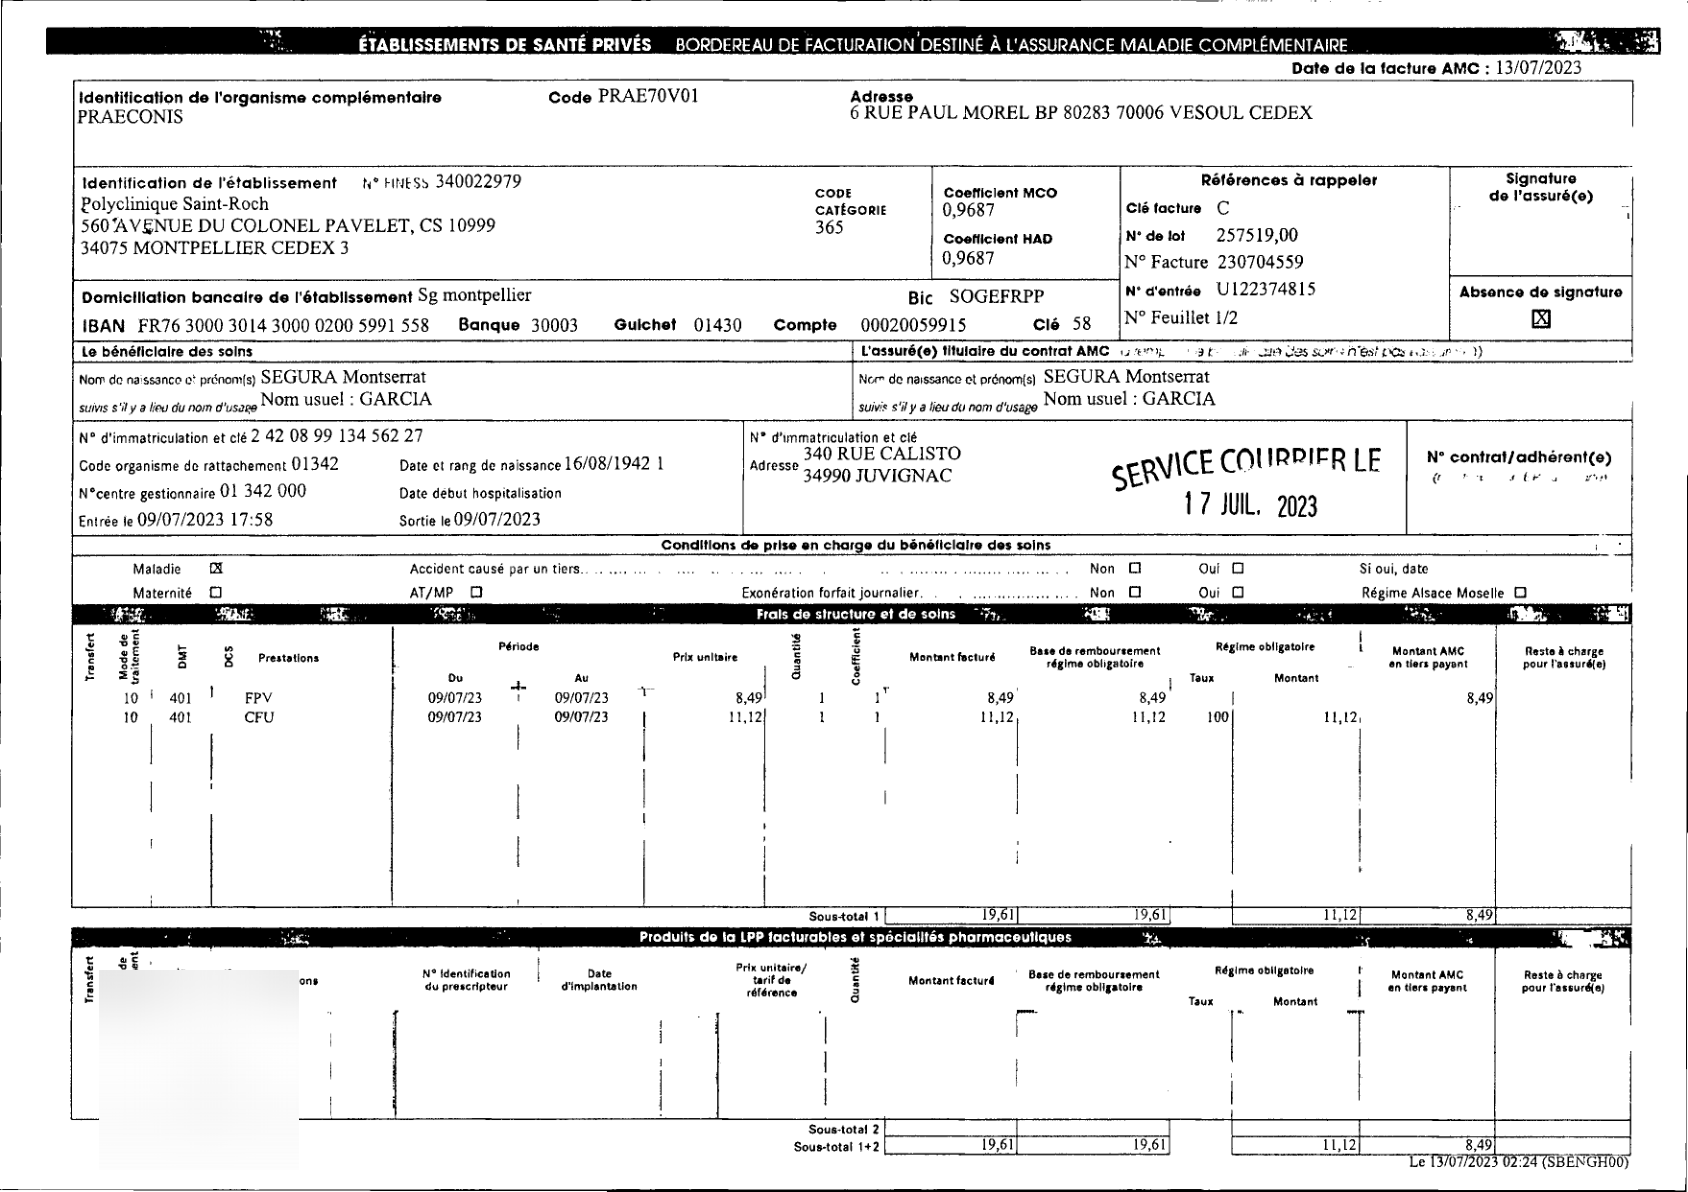 ÉTABLISSEMENTS DE SANTÉ PRIVÉS BORDEREAU DE FACTURATION DESTINÉ À L'ASSURANCE MALADIE COMPLÉMENTAIRE
Date de la facture AMC : 13/07/2023
Identification de l'organisme complémentaire Code PRAE70V01 Adresse
PRAECONIS 6 RUE PAUL MOREL BP 80283 70006 VESOUL CEDEX
Identification de l'établissement N° FINESS 340022979
Polyclinique Saint-Roch
560 AVENUE DU COLONEL PAVELET, CS 10999
34075 MONTPELLIER CEDEX 3
CODE
CATÉGORIE
365
Coefficient MCO
0,9687
Coefficient HAD
0,9687
Références à rappeler
Clé facture C
N° de lot 257519,00
N° Facture 230704559
N° d'entrée U122374815
N° Feuillet 1/2
Signature
de l'assuré(e)
Absence de signature
X
Domiciliation bancaire de l'établissement Sg montpellier Bic SOGEFRPP
IBAN FR76 3000 3014 3000 0200 5991 558 Banque 30003 Guichet 01430 Compte 00020059915 Clé 58
Le bénéficiaire des soins
Nom de naissance et prénom(s) SEGURA Montserrat
suivis s'il y a lieu du nom d'usage Nom usuel : GARCIA
L'assuré(e) titulaire du contrat AMC
Nom de naissance et prénom(s) SEGURA Montserrat
suivis s'il y a lieu du nom d'usage Nom usuel : GARCIA
N° d'immatriculation et clé 2 42 08 99 134 562 27
Code organisme de rattachement 01342 Date et rang de naissance 16/08/1942 1
N°centre gestionnaire 01 342 000 Date début hospitalisation
Entrée le 09/07/2023 17:58 Sortie le 09/07/2023
N° d'immatriculation et clé
Adresse 340 RUE CALISTO
34990 JUVIGNAC
SERVICE COURRIER LE
17 JUIL. 2023
N° contrat/adhérent(e)
Conditions de prise en charge du bénéficiaire des soins
Maladie X Accident causé par un tiers Non Oui Si oui, date
Maternité AT/MP Exonération forfait journalier Non Oui Régime Alsace Moselle
Frais de structure et de soins
Transfert Mode de traitement DMT DCS Prestations Période Prix unitaire Quantité Coefficient Montant facturé Base de remboursement régime obligatoire Régime obligatoire Montant AMC en tiers payant Reste à charge pour l'assuré(e)
Du Au Taux Montant
10 401 FPV 09/07/23 09/07/23 8,49 1 1 8,49 8,49 8,49
10 401 CFU 09/07/23 09/07/23 11,12 1 1 11,12 11,12 100 11,12
Sous-total 1 19,61 19,61 11,12 8,49
Produits de la LPP facturables et spécialités pharmaceutiques
Transfert N° Identification du prescripteur Date d'implantation Prix unitaire/ tarif de référence Quantité Montant facturé Base de remboursement régime obligatoire Régime obligatoire Montant AMC en tiers payant Reste à charge pour l'assuré(e)
Taux Montant
Sous-total 2
Sous-total 1+2 19,61 19,61 11,12 8,49
Le 13/07/2023 02:24 (SBENGH00)